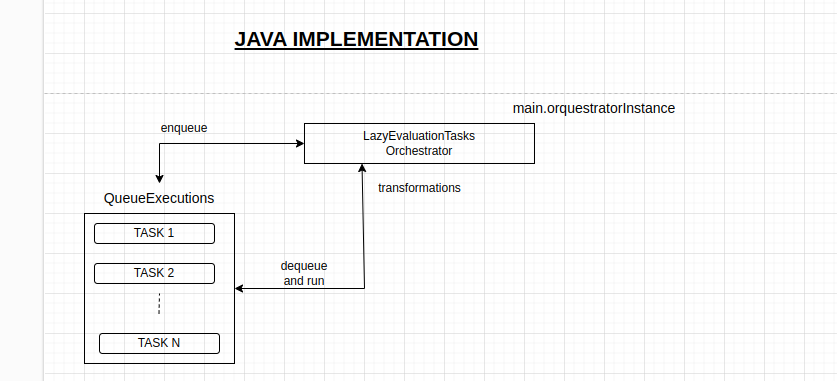 JAVA IMPLEMENTATION
main.orquestratorInstance
enqueue
LazyEvaluationTasks
Orchestrator
transformations
QueueExecutions
TASK 1
TASK 2
dequeue
and run
TASK N